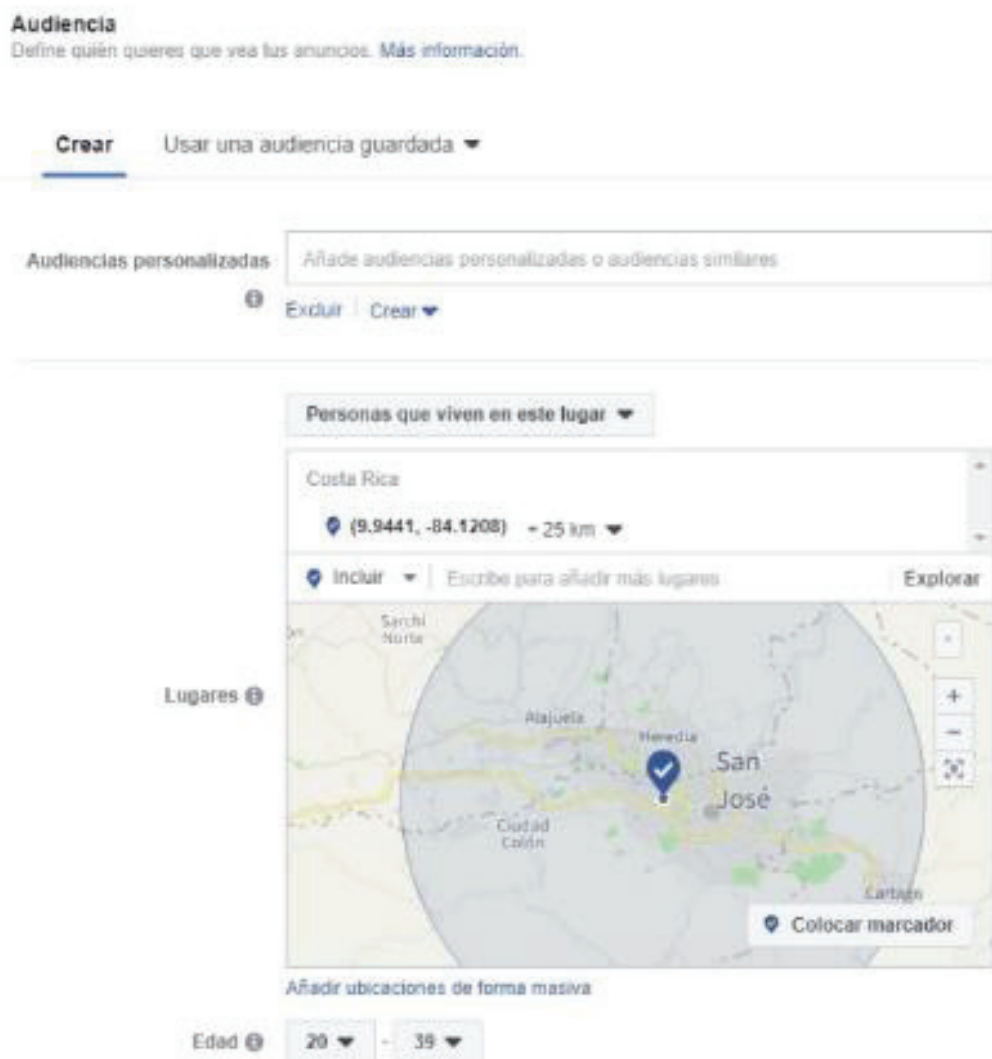 Audiencia
Define quién quieres que vea tus anuncios. Más información.
Crear Usar una audiencia guardada
Audiencias personalizadas
Añade audiencias personalizadas o audiencias similares
Excluir Crear
Personas que viven en este lugar
Costa Rica
(9.9441, -84.1208) + 25 km
Incluir Escribe para añadir más lugares Explorar
Lugares
Sarchí
Norte
Alajuela
Heredia
San
José
Ciudad
Colón
Cartago
Colocar marcador
Añadir ubicaciones de forma masiva
Edad 20 - 39